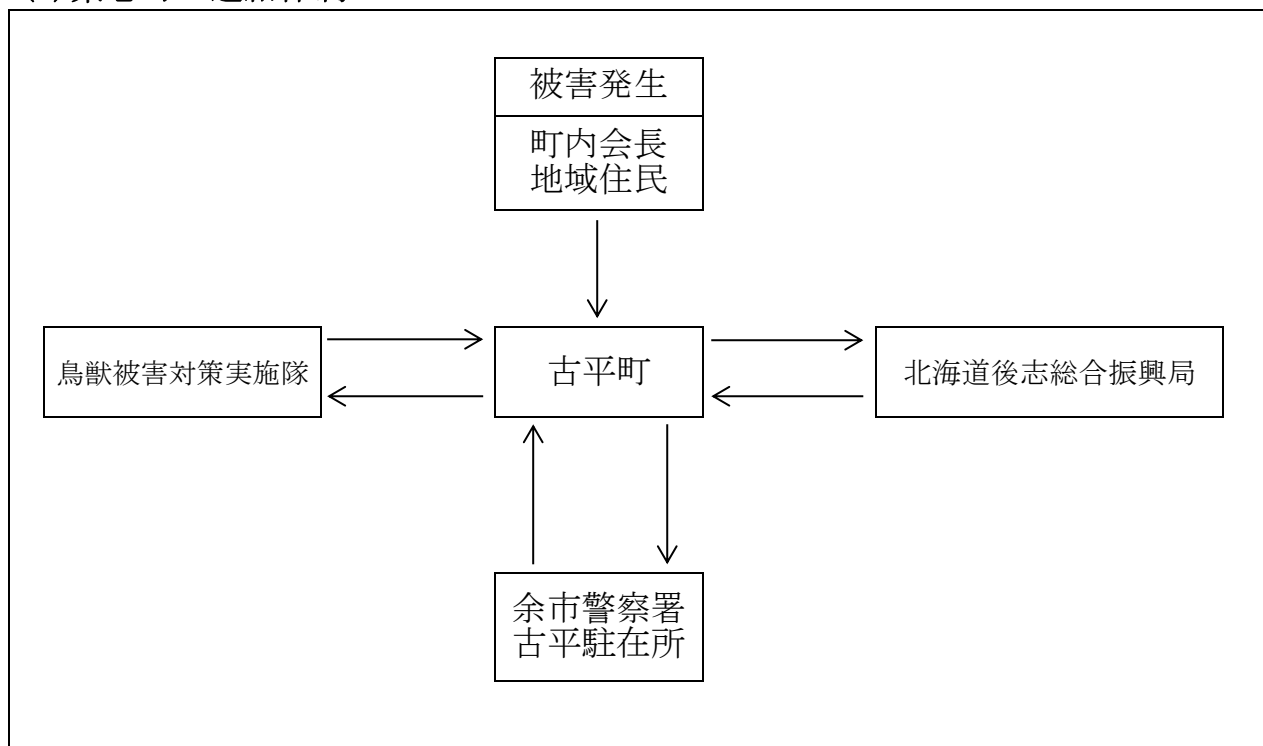 被害発生
町内会長
地域住民
鳥獣被害対策実施隊
古平町
北海道後志総合振興局
余市警察署
古平駐在所